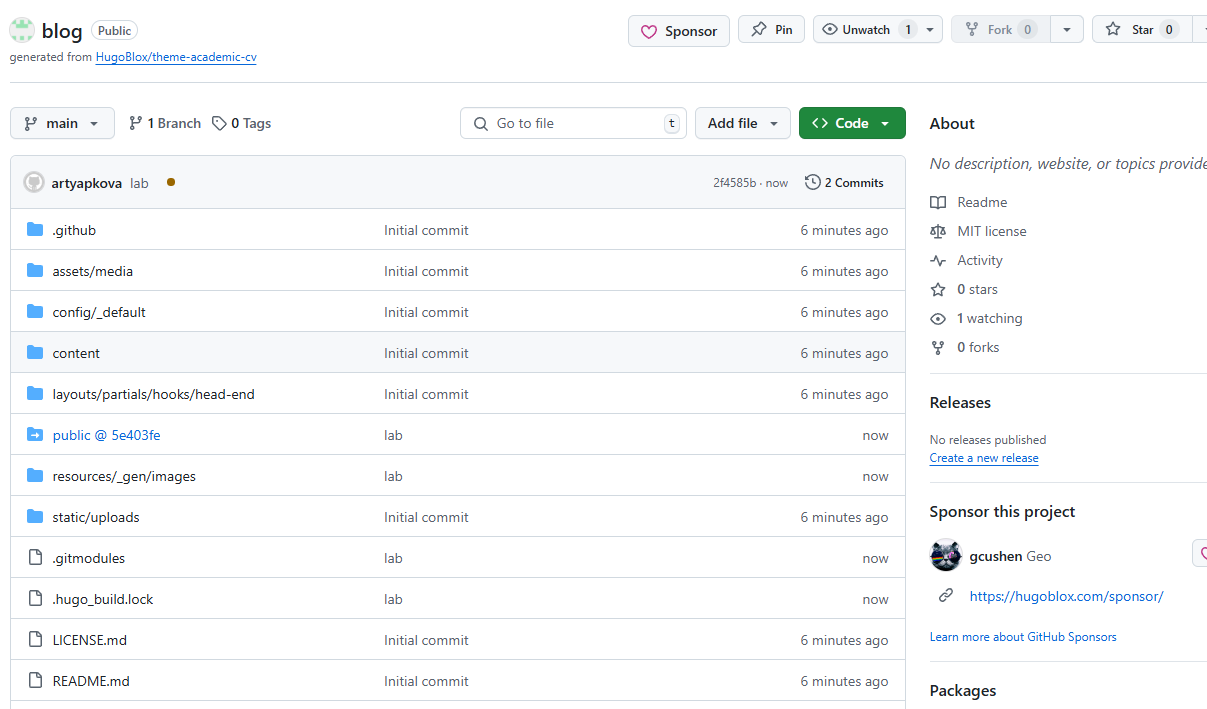 blog Public
Sponsor Pin Unwatch 1 Fork 0 Star 0
generated from HugoBlox/theme-academic-cv
main 1 Branch 0 Tags
Go to file t Add file Code
artyapkova lab 2f4585b · now 2 Commits
.github Initial commit 6 minutes ago
assets/media Initial commit 6 minutes ago
config/_default Initial commit 6 minutes ago
content Initial commit 6 minutes ago
layouts/partials/hooks/head-end Initial commit 6 minutes ago
public @ 5e403fe lab now
resources/_gen/images lab now
static/uploads Initial commit 6 minutes ago
.gitmodules lab now
.hugo_build.lock lab now
LICENSE.md Initial commit 6 minutes ago
README.md Initial commit 6 minutes ago
About
No description, website, or topics provide
Readme
MIT license
Activity
0 stars
1 watching
0 forks
Releases
No releases published
Create a new release
Sponsor this project
gcushen Geo
https://hugoblox.com/sponsor/
Learn more about GitHub Sponsors
Packages